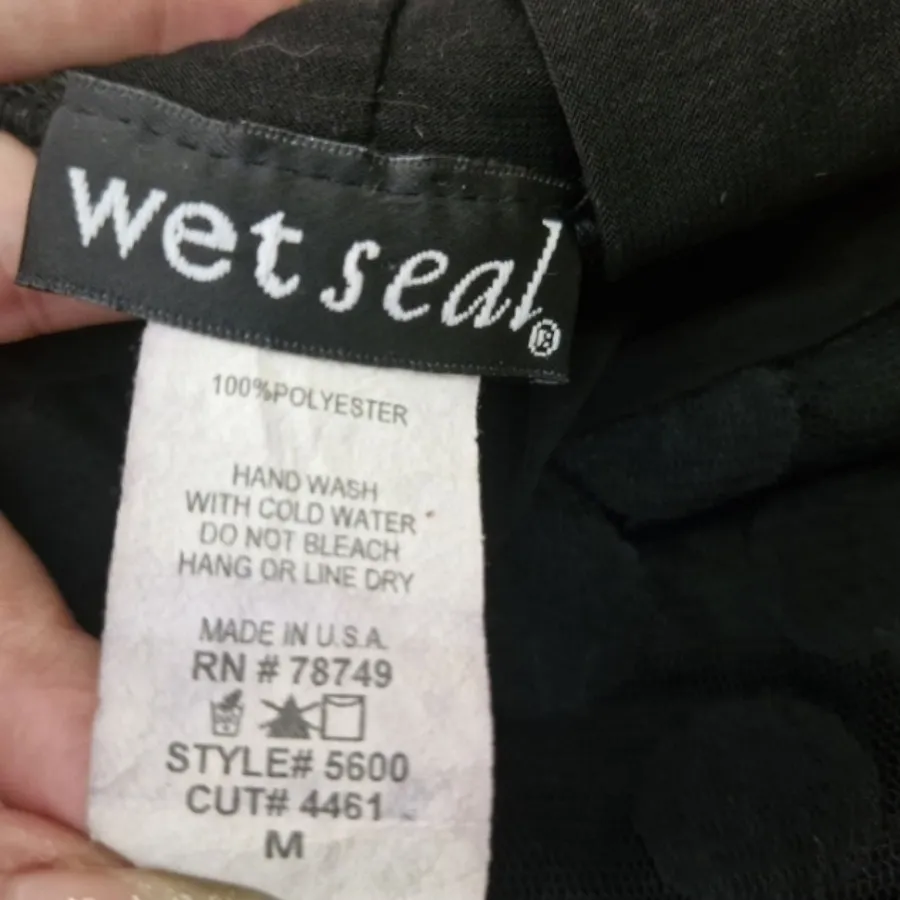 wet seal®
100%POLYESTER
HAND WASH
WITH COLD WATER
DO NOT BLEACH
HANG OR LINE DRY
MADE IN U.S.A.
RN # 78749
STYLE# 5600
CUT# 4461
M